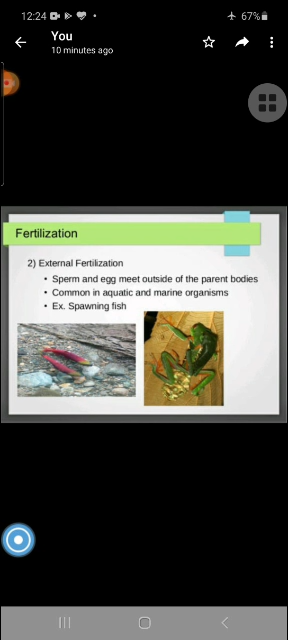 12:24
67%
You
10 minutes ago
Fertilization
2) External Fertilization
• Sperm and egg meet outside of the parent bodies
• Common in aquatic and marine organisms
• Ex. Spawning fish